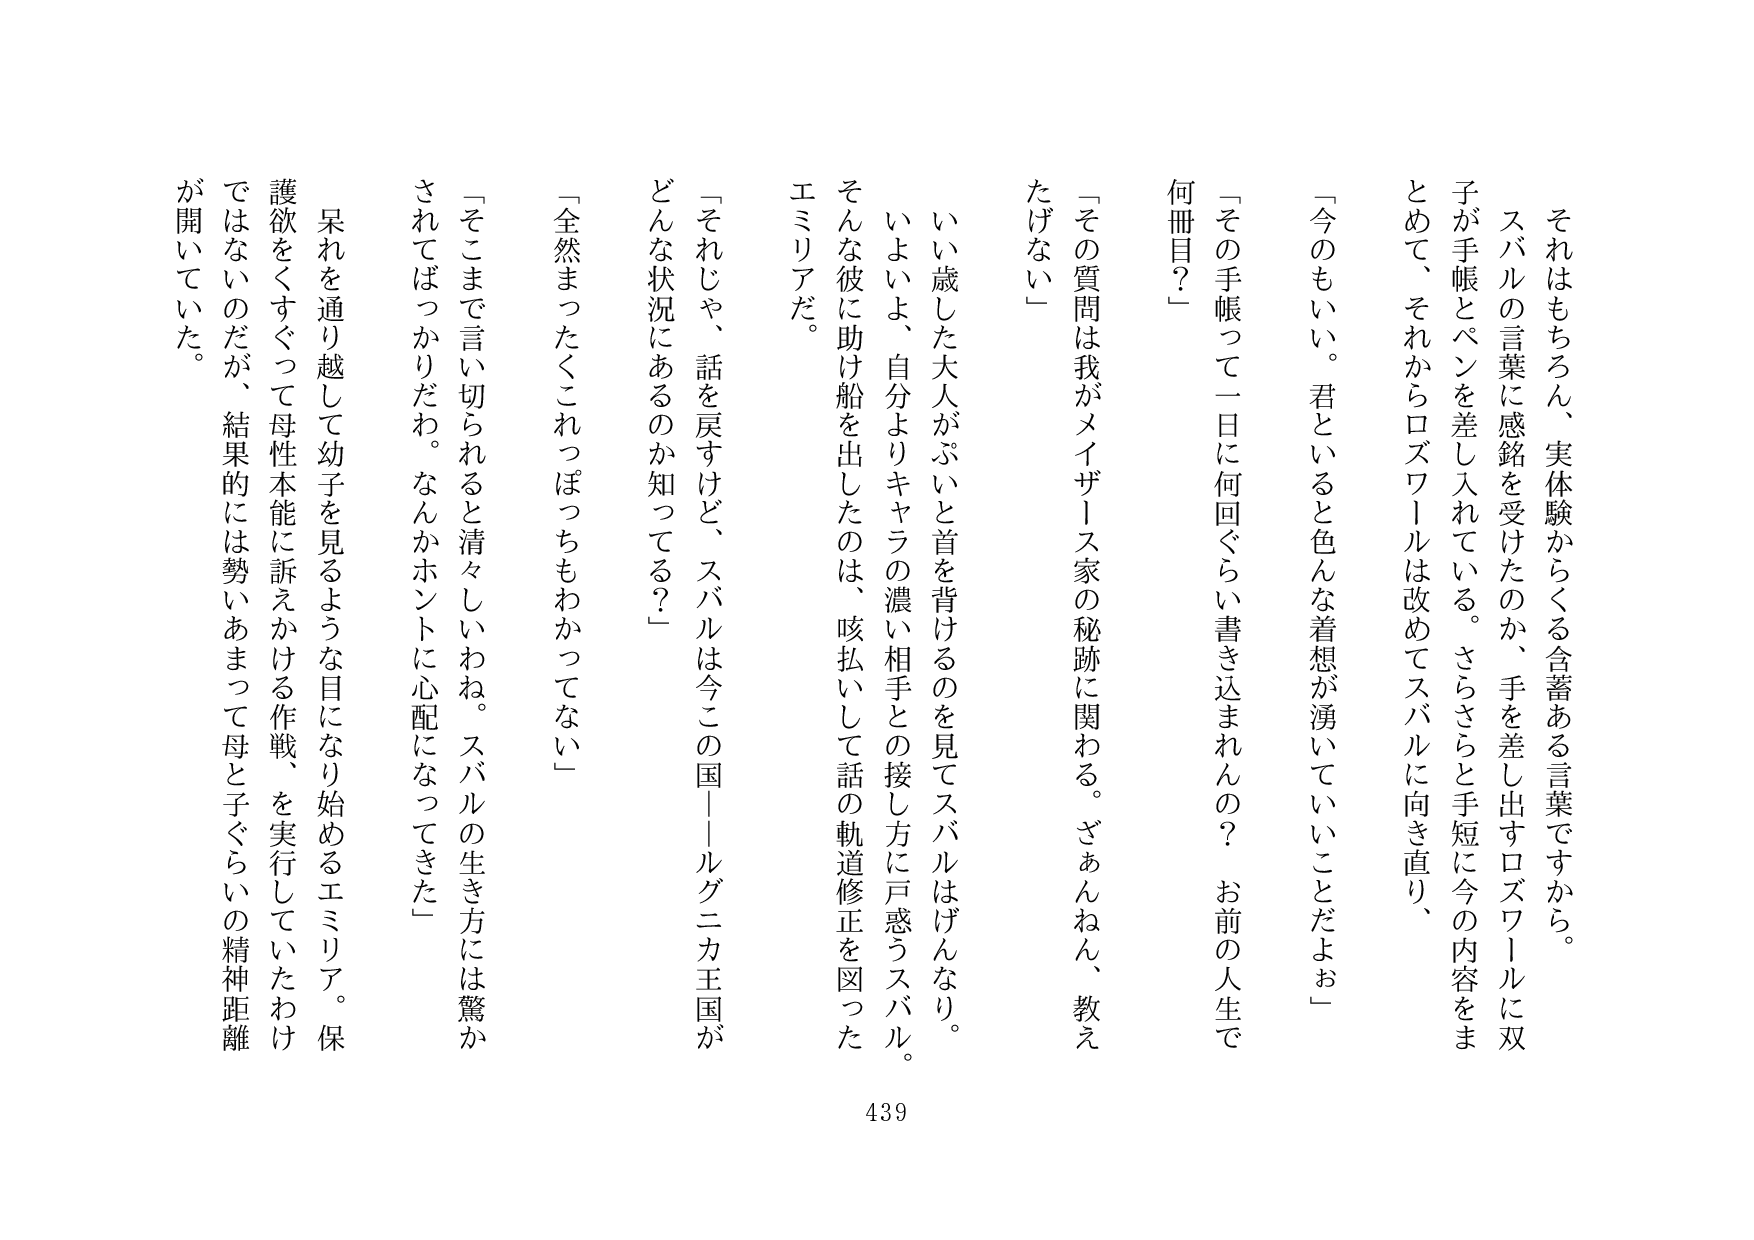 それはもちろん、実体験からくる含蓄ある言葉ですから。
　スバルの言葉に感銘を受けたのか、手を差し出すロズワールに双
子が手帳とペンを差し入れている。さらさらと手短に今の内容をま
とめて、それからロズワールは改めてスバルに向き直り、
「今のもいい。君といると色んな着想が湧いていいことだよぉ」
「その手帳って一日に何回ぐらい書き込まれんの？　お前の人生で
何冊目？」
「その質問は我がメイザース家の秘跡に関わる。ざぁんねん、教え
たげない」
　いい歳した大人がぷいと首を背けるのを見てスバルはげんなり。
　いよいよ、自分よりキャラの濃い相手との接し方に戸惑うスバル。
そんな彼に助け船を出したのは、咳払いして話の軌道修正を図った
エミリアだ。
「それじゃ、話を戻すけど、スバルは今この国――ルグニカ王国が
どんな状況にあるのか知ってる？」
「全然まったくこれっぽっちもわかってない」
「そこまで言い切られると清々しいわね。スバルの生き方には驚か
されてばっかりだわ。なんかホントに心配になってきた」
　呆れを通り越して幼子を見るような目になり始めるエミリア。保
護欲をくすぐって母性本能に訴えかける作戦、を実行していたわけ
ではないのだが、結果的には勢いあまって母と子ぐらいの精神距離
が開いていた。
439